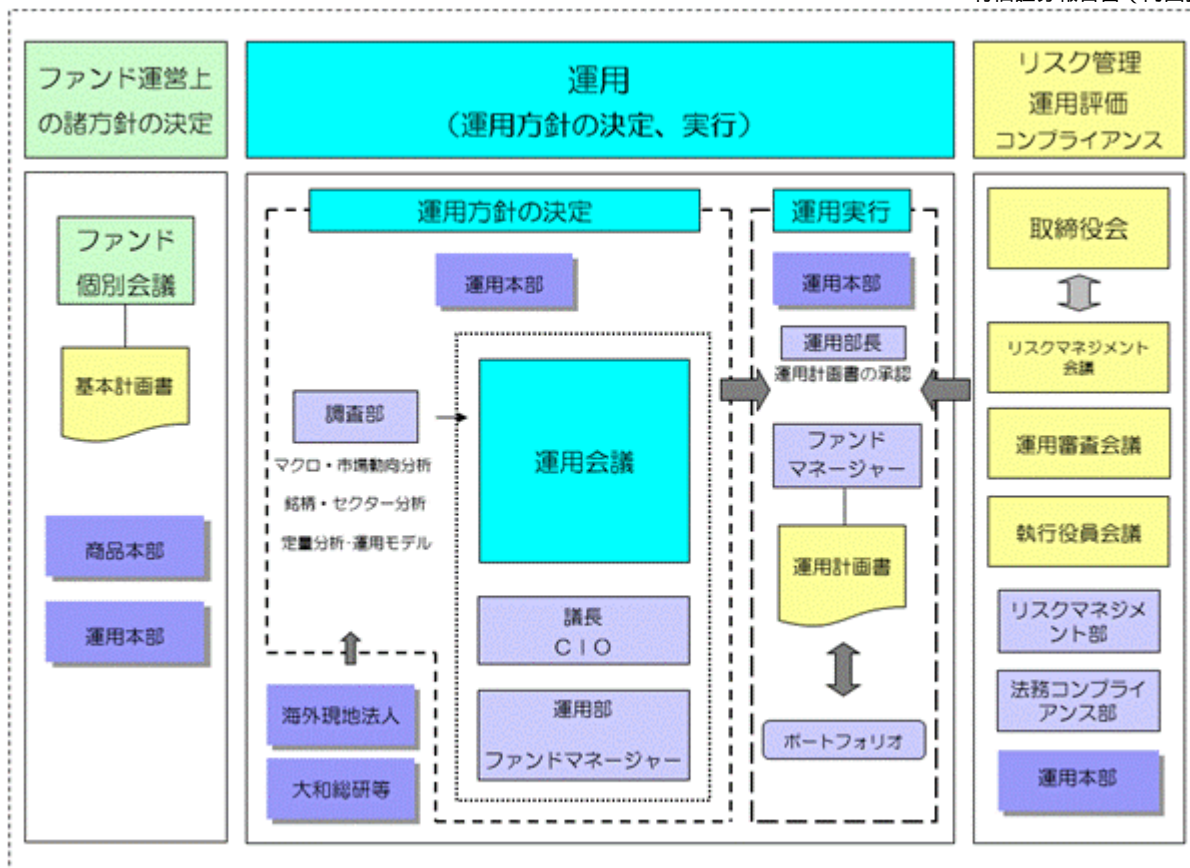 ファンド運営上
の諸方針の決定
運用
(運用方針の決定、実行)
リスク管理
運用評価
コンプライアンス
ファンド
個別会議
基本計画書
商品本部
運用本部
運用方針の決定
運用本部
調査部
マクロ・市場動向分析
銘柄・セクター分析
定量分析・運用モデル
運用会議
議長
CIO
運用部
ファンドマネージャー
海外現地法人
大和総研等
運用実行
運用本部
運用部長
運用計画書の承認
ファンド
マネージャー
運用計画書
ポートフォリオ
取締役会
リスクマネジメント
会議
運用審査会議
執行役員会議
リスクマネジメ
ント部
法務コンプライ
アンス部
運用本部